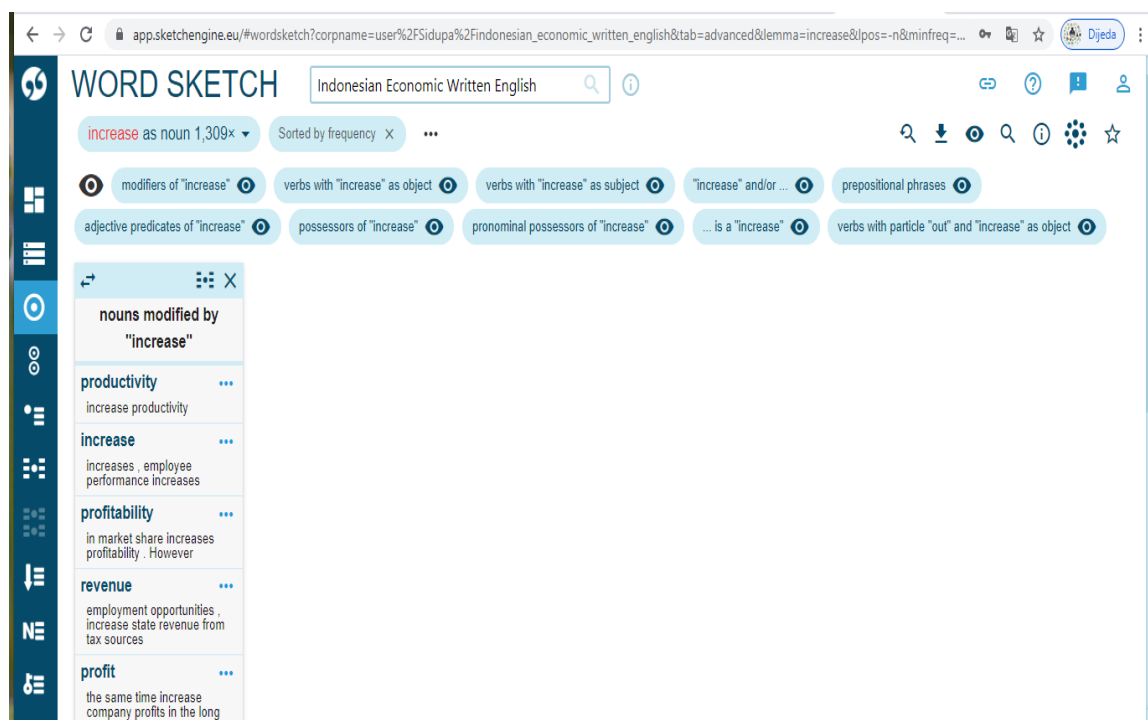 app.sketchengine.eu/#wordsketch?corpname=user%2FSidupa%2Findonesian_economic_written_english&tab=advanced&lemma=increase&lpos=-n&minfreq=...
Dijeda
WORD SKETCH
Indonesian Economic Written English
increase as noun 1,309×
Sorted by frequency X
modifiers of "increase"
verbs with "increase" as object
verbs with "increase" as subject
"increase" and/or ...
prepositional phrases
adjective predicates of "increase"
possessors of "increase"
pronominal possessors of "increase"
... is a "increase"
verbs with particle "out" and "increase" as object
nouns modified by
"increase"
productivity
increase productivity
increase
increases , employee
performance increases
profitability
in market share increases
profitability . However
revenue
employment opportunities ,
increase state revenue from
tax sources
profit
the same time increase
company profits in the long